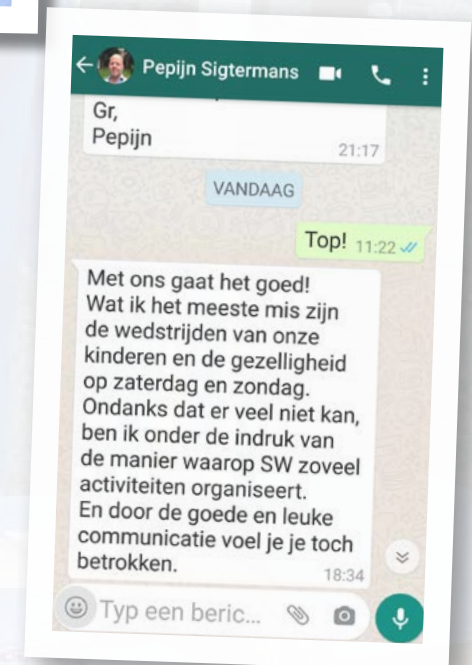 Pepijn Sigtermans
Gr,
Pepijn
21:17
VANDAAG
Top! 11:22
Met ons gaat het goed!
Wat ik het meeste mis zijn
de wedstrijden van onze
kinderen en de gezelligheid
op zaterdag en zondag.
Ondanks dat er veel niet kan,
ben ik onder de indruk van
de manier waarop SW zoveel
activiteiten organiseert.
En door de goede en leuke
communicatie voel je je toch
betrokken.
18:34
Typ een beric...